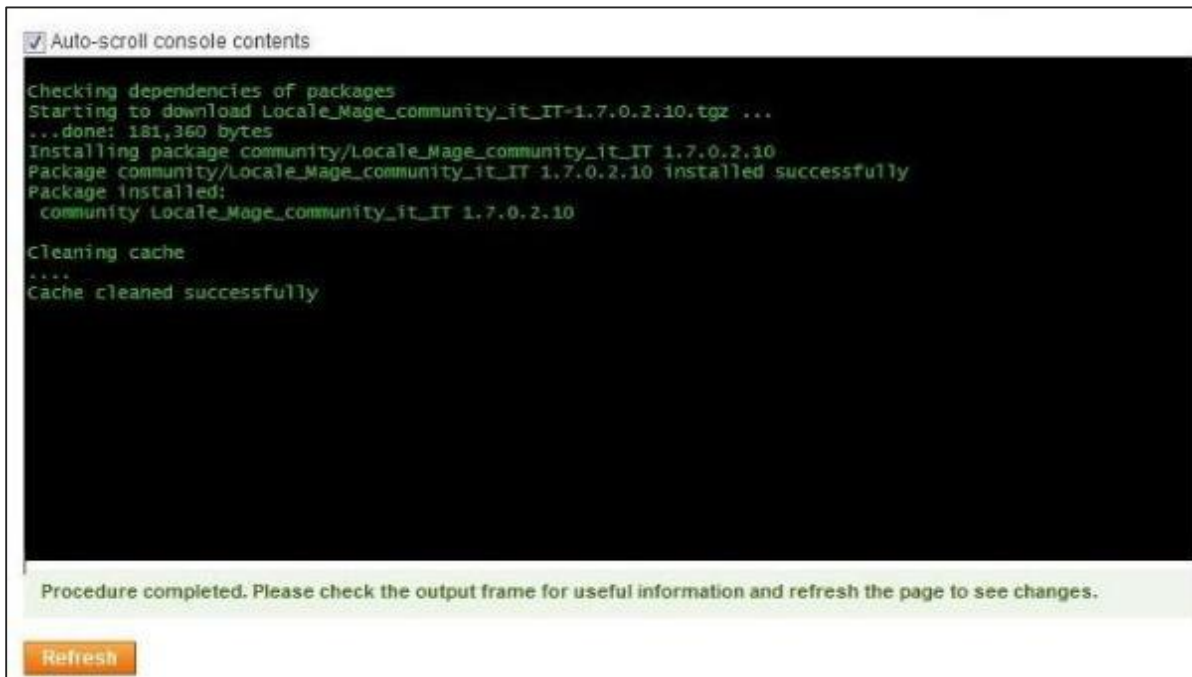 Auto-scroll console contents
Checking dependencies of packages
Starting to download Locale_Mage_community_it_IT-1.7.0.2.10.tgz ...
...done: 181,360 bytes
Installing package community/Locale_Mage_community_it_IT 1.7.0.2.10
Package community/Locale_Mage_community_it_IT 1.7.0.2.10 installed successfully
Package installed:
community Locale_Mage_community_it_IT 1.7.0.2.10
Cleaning cache
....
Cache cleaned successfully
Procedure completed. Please check the output frame for useful information and refresh the page to see changes.
Refresh